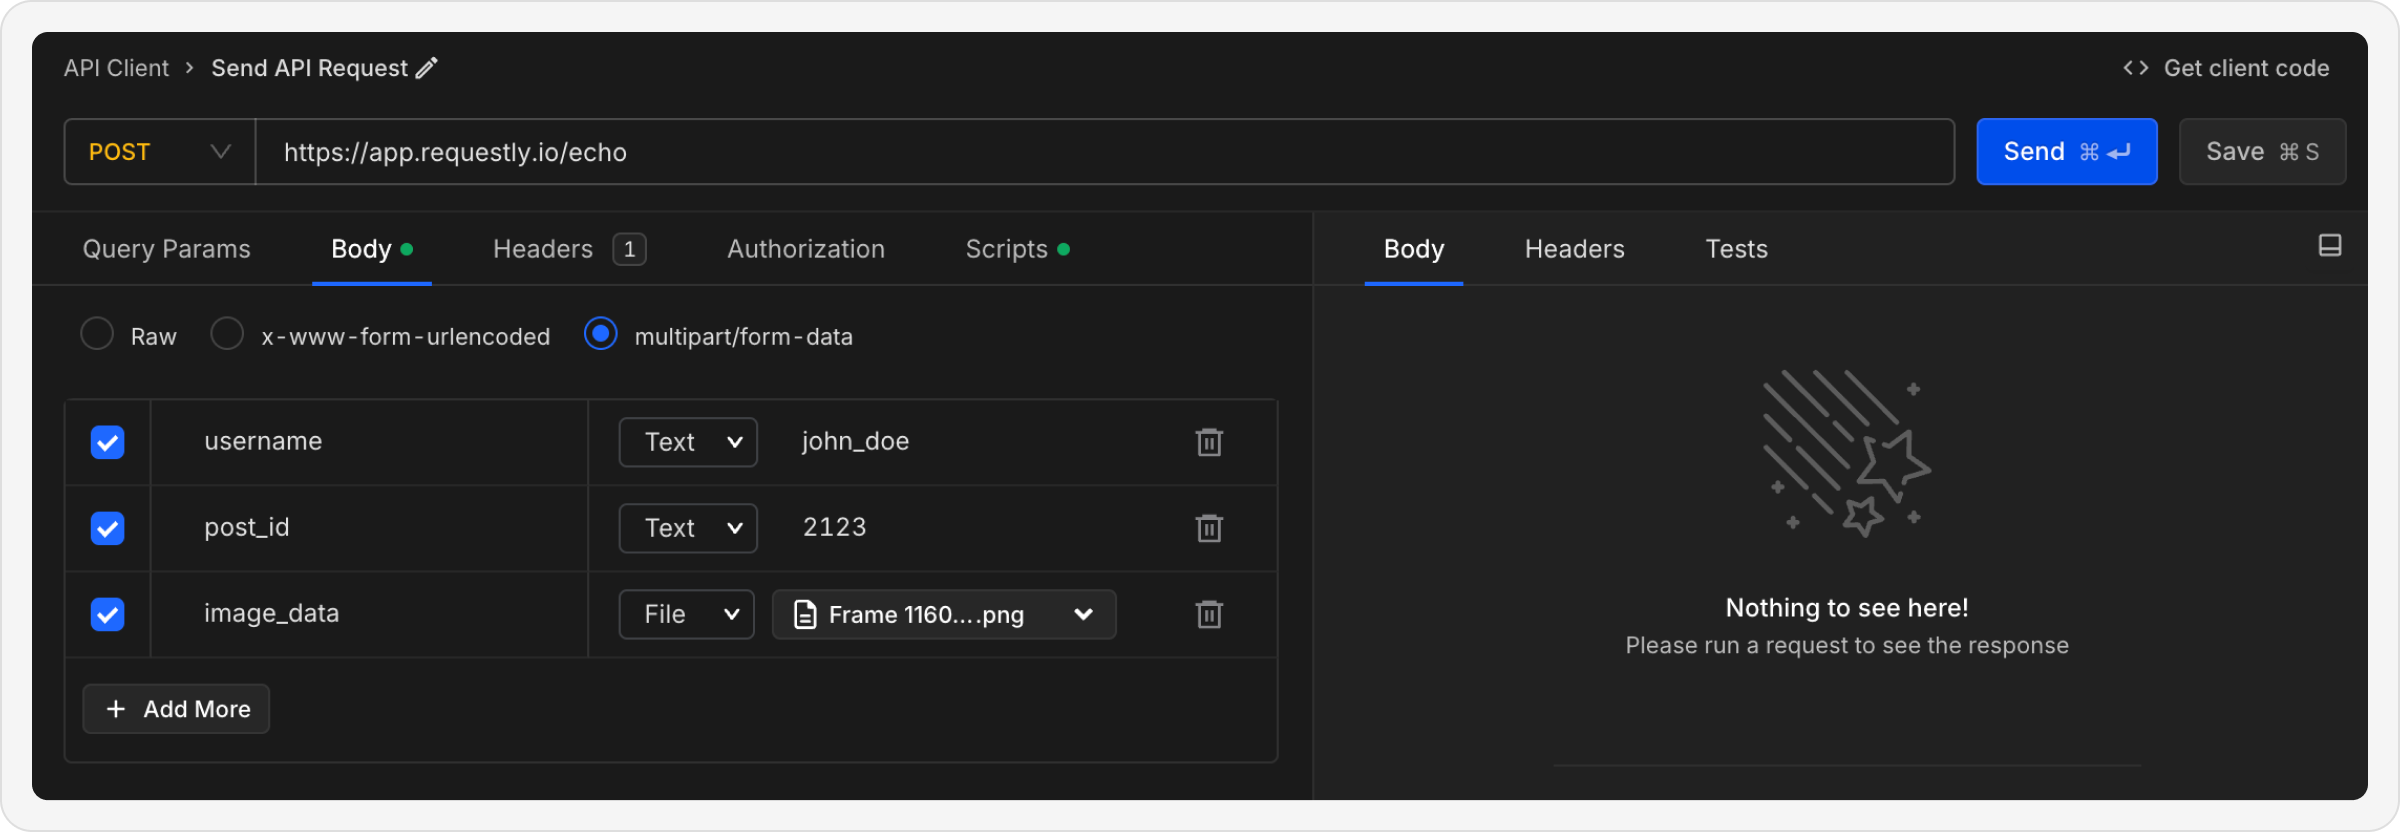 API Client > Send API Request
<> Get client code
POST
https://app.requestly.io/echo
Send ⌘ ↵
Save ⌘ S
Query Params
Body
Headers 1
Authorization
Scripts
Body
Headers
Tests
Raw
x-www-form-urlencoded
multipart/form-data
username
Text
john_doe
post_id
Text
2123
image_data
File
Frame 1160....png
+ Add More
Nothing to see here!
Please run a request to see the response